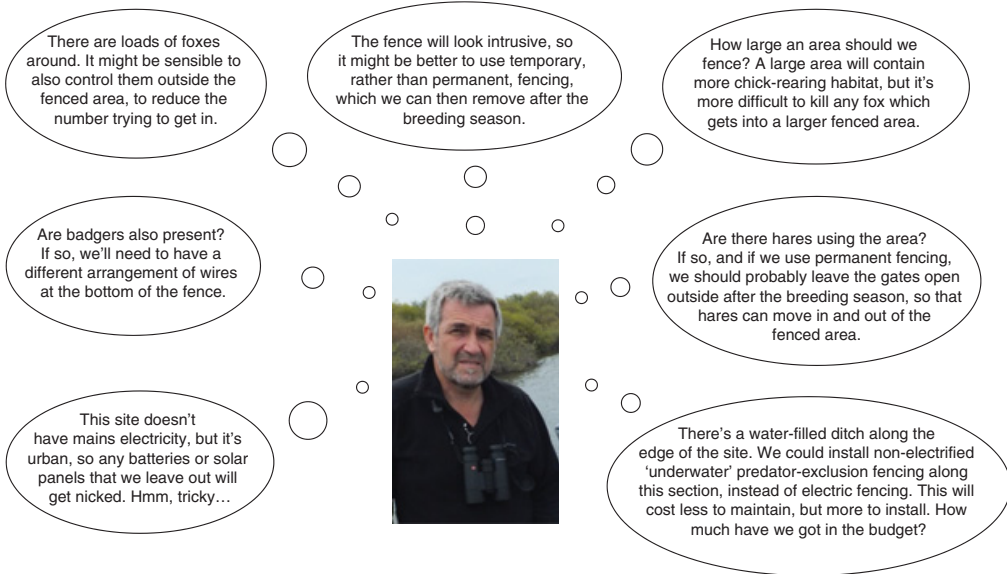 There are loads of foxes
around. It might be sensible to
also control them outside the
fenced area, to reduce the
number trying to get in.
The fence will look intrusive, so
it might be better to use temporary,
rather than permanent, fencing,
which we can then remove after the
breeding season.
How large an area should we
fence? A large area will contain
more chick-rearing habitat, but it’s
more difficult to kill any fox which
gets into a larger fenced area.
Are badgers also present?
If so, we’ll need to have a
different arrangement of wires
at the bottom of the fence.
Are there hares using the area?
If so, and if we use permanent fencing,
we should probably leave the gates open
outside after the breeding season, so that
hares can move in and out of the
fenced area.
This site doesn’t
have mains electricity, but it’s
urban, so any batteries or solar
panels that we leave out will
get nicked. Hmm, tricky…
There’s a water-filled ditch along the
edge of the site. We could install non-electrified
‘underwater’ predator-exclusion fencing along
this section, instead of electric fencing. This will
cost less to maintain, but more to install. How
much have we got in the budget?